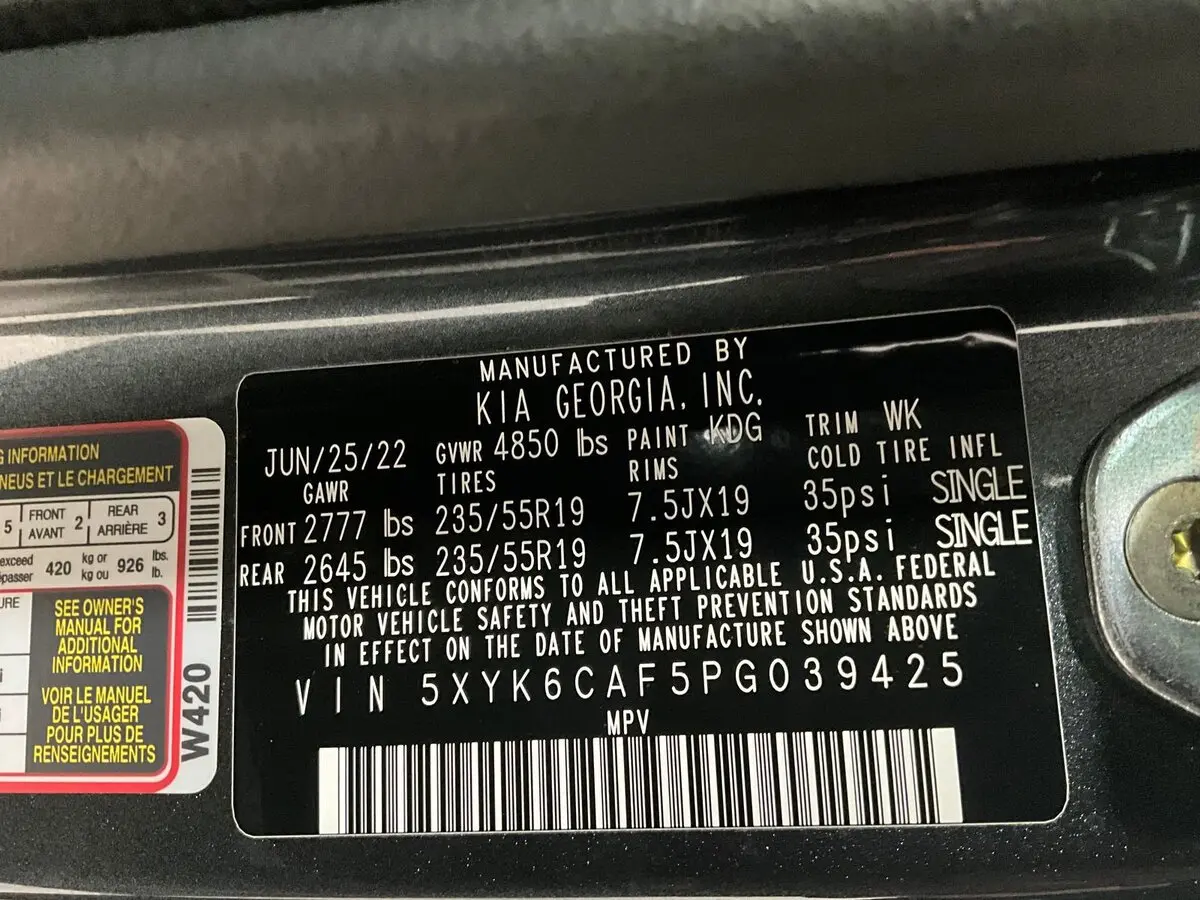 MANUFACTURED BY
KIA GEORGIA, INC.
JUN/25/22 GVWR 4850 lbs PAINT KDG TRIM WK
GAWR TIRES RIMS COLD TIRE INFL
FRONT 2777 lbs 235/55R19 7.5JX19 35psi SINGLE
REAR 2645 lbs 235/55R19 7.5JX19 35psi SINGLE
THIS VEHICLE CONFORMS TO ALL APPLICABLE U.S.A. FEDERAL
MOTOR VEHICLE SAFETY AND THEFT PREVENTION STANDARDS
IN EFFECT ON THE DATE OF MANUFACTURE SHOWN ABOVE
VIN 5XYK6CAF5PG039425
MPV
INFORMATION
ET LE CHARGEMENT
5 FRONT AVANT 2 REAR ARRIÈRE 3
420 kg or kg ou 926 lbs. lb.
SEE OWNER'S
MANUAL FOR
ADDITIONAL
INFORMATION
VOIR LE MANUEL
DE L'USAGER
POUR PLUS DE
RENSEIGNEMENTS
W420